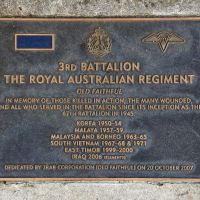 3RD BATTALION
THE ROYAL AUSTRALIAN REGIMENT
OLD FAITHFUL
IN MEMORY OF THOSE KILLED IN ACTION, THE MANY WOUNDED,
AND ALL WHO SERVED IN THE BATTALION SINCE ITS INCEPTION AS THE
67TH BATTALION IN 1945
KOREA 1950-54
MALAYA 1957-59
MALAYSIA AND BORNEO 1963-65
SOUTH VIETNAM 1967-68 & 1971
EAST TIMOR 1999-2000
IRAQ 2006 (ELEMENTS)
DEDICATED BY 3RAR CORPORATION (OLD FAITHFUL) ON 20 OCTOBER 2007